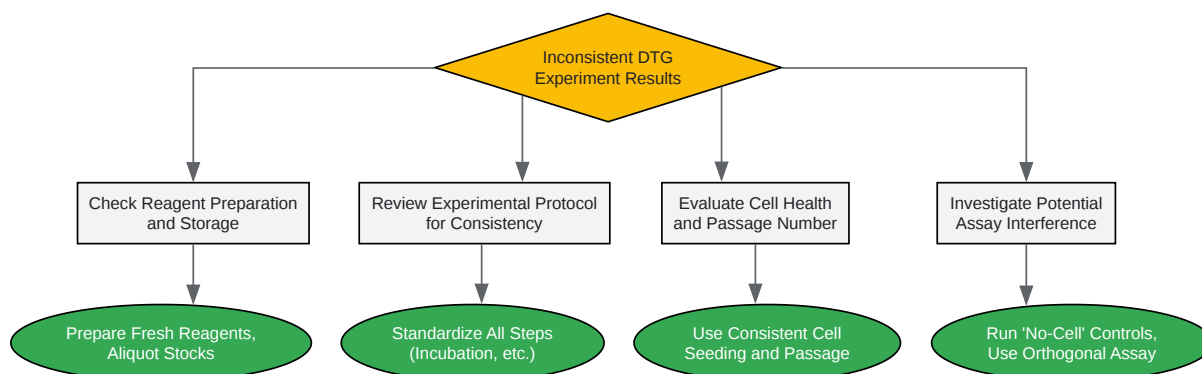 Inconsistent DTG
Experiment Results
Check Reagent Preparation
and Storage
Review Experimental Protocol
for Consistency
Evaluate Cell Health
and Passage Number
Investigate Potential
Assay Interference
Prepare Fresh Reagents,
Aliquot Stocks
Standardize All Steps
(Incubation, etc.)
Use Consistent Cell
Seeding and Passage
Run 'No-Cell' Controls,
Use Orthogonal Assay